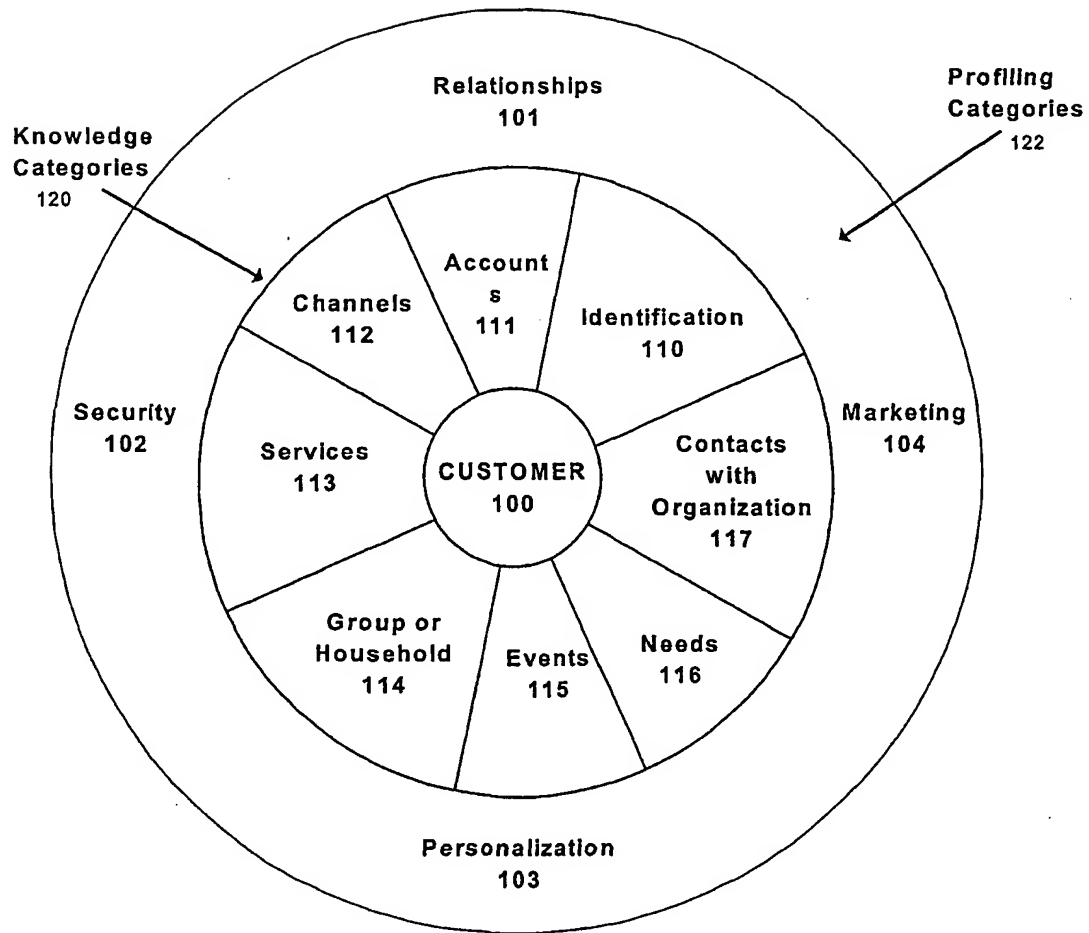 Relationships
101
Profiling
Categories
122
Knowledge
Categories
120
Account
s
111
Channels
112
Identification
110
Security
102
Marketing
104
Services
113
CUSTOMER
100
Contacts
with
Organization
117
Group or
Household
114
Events
115
Needs
116
Personalization
103